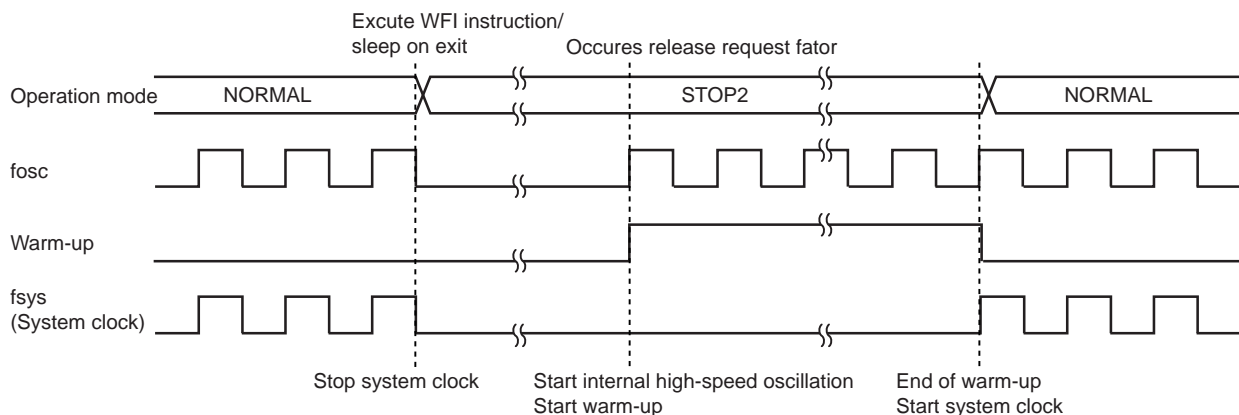 Excute WFI instruction/
sleep on exit
Occures release request fator
Operation mode
NORMAL
STOP2
NORMAL
fosc
Warm-up
fsys
(System clock)
Stop system clock
Start internal high-speed oscillation
Start warm-up
End of warm-up
Start system clock